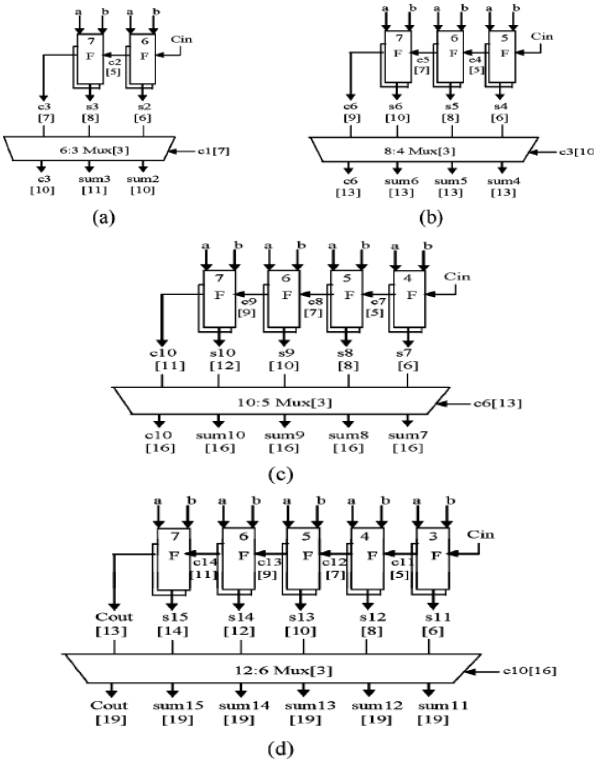 a b a b
7 6
F F
Cin
c2
[5]
c3 s3 s2
[7] [8] [6]
6:3 Mux[3]
c1[7]
c3 sum3 sum2
[10] [11] [10]
(a)
a b a b a b
7 6 5
F F F
Cin
c5 c4
[7] [5]
c6 s6 s5 s4
[9] [10] [8] [6]
8:4 Mux[3]
c3[10
c6 sum6 sum5 sum4
[13] [13] [13] [13]
(b)
a b a b a b a b
7 6 5 4
F F F F
Cin
c9 c8 c7
[9] [7] [5]
c10 s10 s9 s8 s7
[11] [12] [10] [8] [6]
10:5 Mux[3]
c6[13]
c10 sum10 sum9 sum8 sum7
[16] [16] [16] [16] [16]
(c)
a b a b a b a b a b
7 6 5 4 3
F F F F F
Cin
c14 c13 c12 c11
[11] [9] [7] [5]
Cout s15 s14 s13 s12 s11
[13] [14] [12] [10] [8] [6]
12:6 Mux[3]
c10[16]
Cout sum15 sum14 sum13 sum12 sum11
[19] [19] [19] [19] [19] [19]
(d)